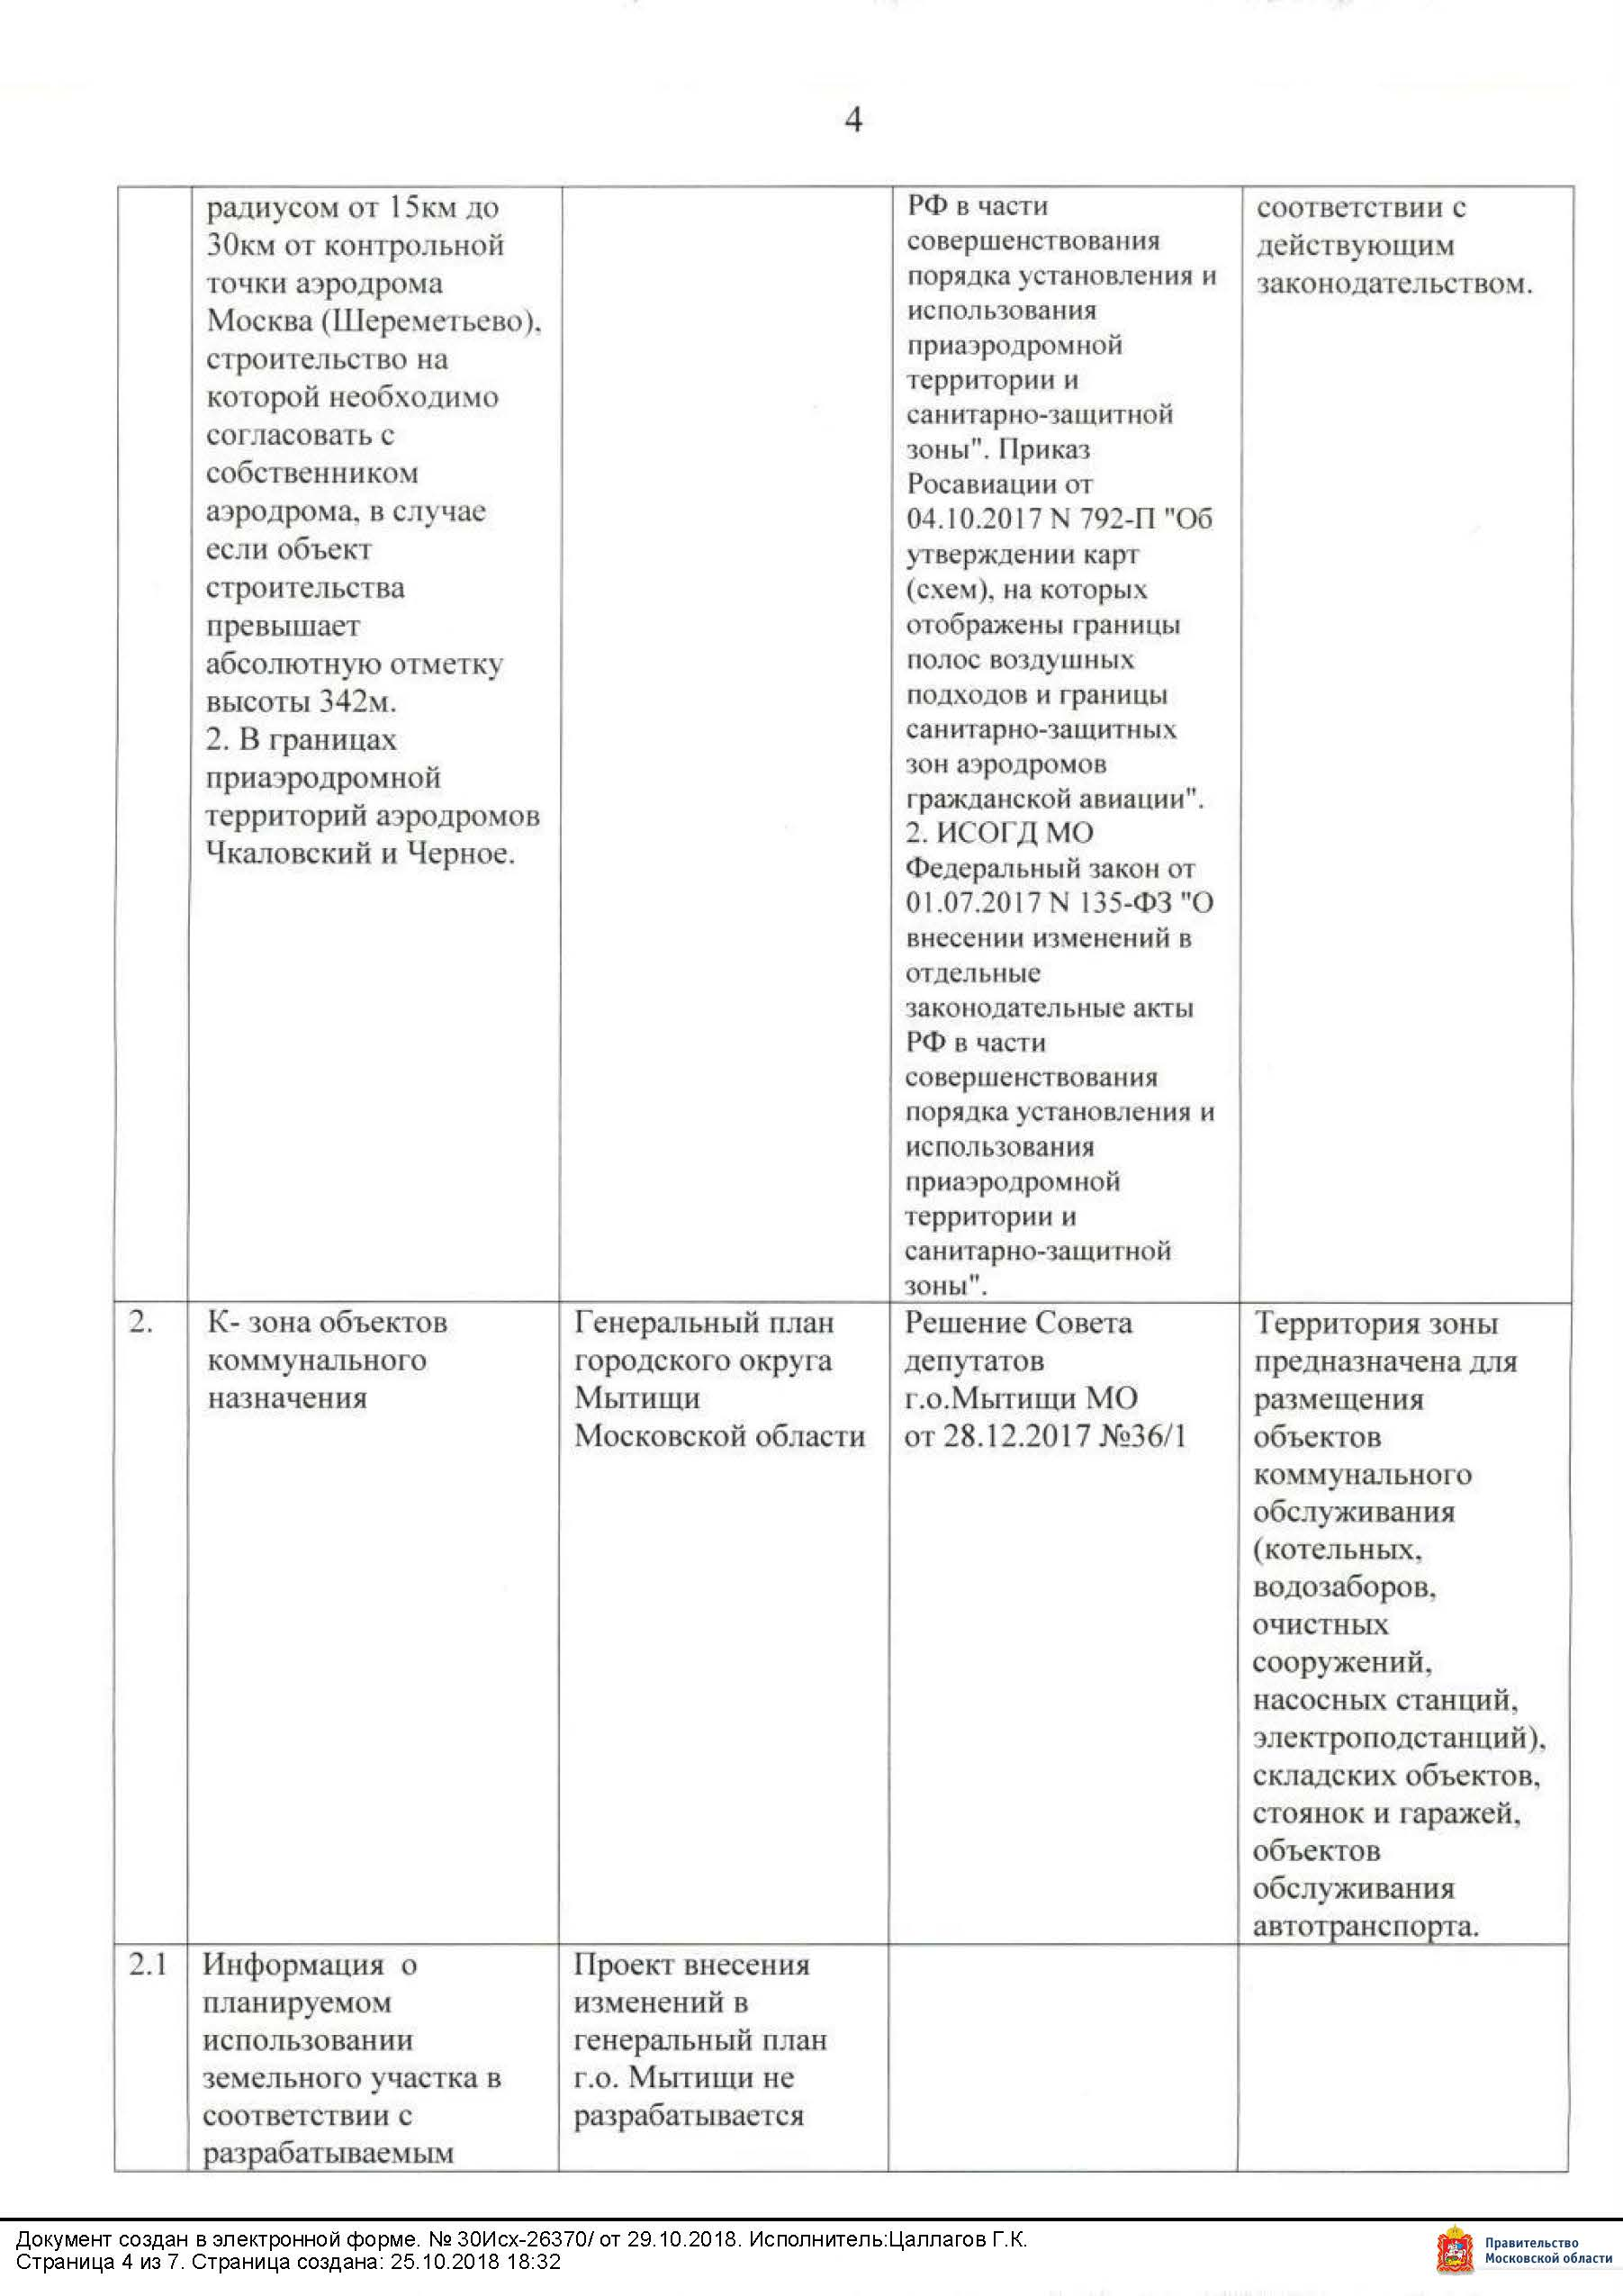 4
радиусом от 15км до
30км от контрольной
точки аэродрома
Москва (Шереметьево),
строительство на
которой необходимо
согласовать с
собственником
аэродрома, в случае
если объект
строительства
превышает
абсолютную отметку
высоты 342м.
2. В границах
приаэродромной
территорий аэродромов
Чкаловский и Черное.
РФ в части
совершенствования
порядка установления и
использования
приаэродромной
территории и
санитарно-защитной
зоны". Приказ
Росавиации от
04.10.2017 N 792-П "Об
утверждении карт
(схем), на которых
отображены границы
полос воздушных
подходов и границы
санитарно-защитных
зон аэродромов
гражданской авиации".
2. ИСОГД МО
Федеральный закон от
01.07.2017 N 135-ФЗ "О
внесении изменений в
отдельные
законодательные акты
РФ в части
совершенствования
порядка установления и
использования
приаэродромной
территории и
санитарно-защитной
зоны".
соответствии с
действующим
законодательством.
2.
К- зона объектов
коммунального
назначения
Генеральный план
городского округа
Мытищи
Московской области
Решение Совета
депутатов
г.о.Мытищи МО
от 28.12.2017 №36/1
Территория зоны
предназначена для
размещения
объектов
коммунального
обслуживания
(котельных,
водозаборов,
очистных
сооружений,
насосных станций,
электроподстанций),
складских объектов,
стоянок и гаражей,
объектов
обслуживания
автотранспорта.
2.1
Информация о
планируемом
использовании
земельного участка в
соответствии с
разрабатываемым
Проект внесения
изменений в
генеральный план
г.о. Мытищи не
разрабатывается
Документ создан в электронной форме. № 30Исх-26370/ от 29.10.2018. Исполнитель:Цаллагов Г.К.
Страница 4 из 7. Страница создана: 25.10.2018 18:32
Правительство
Московской области